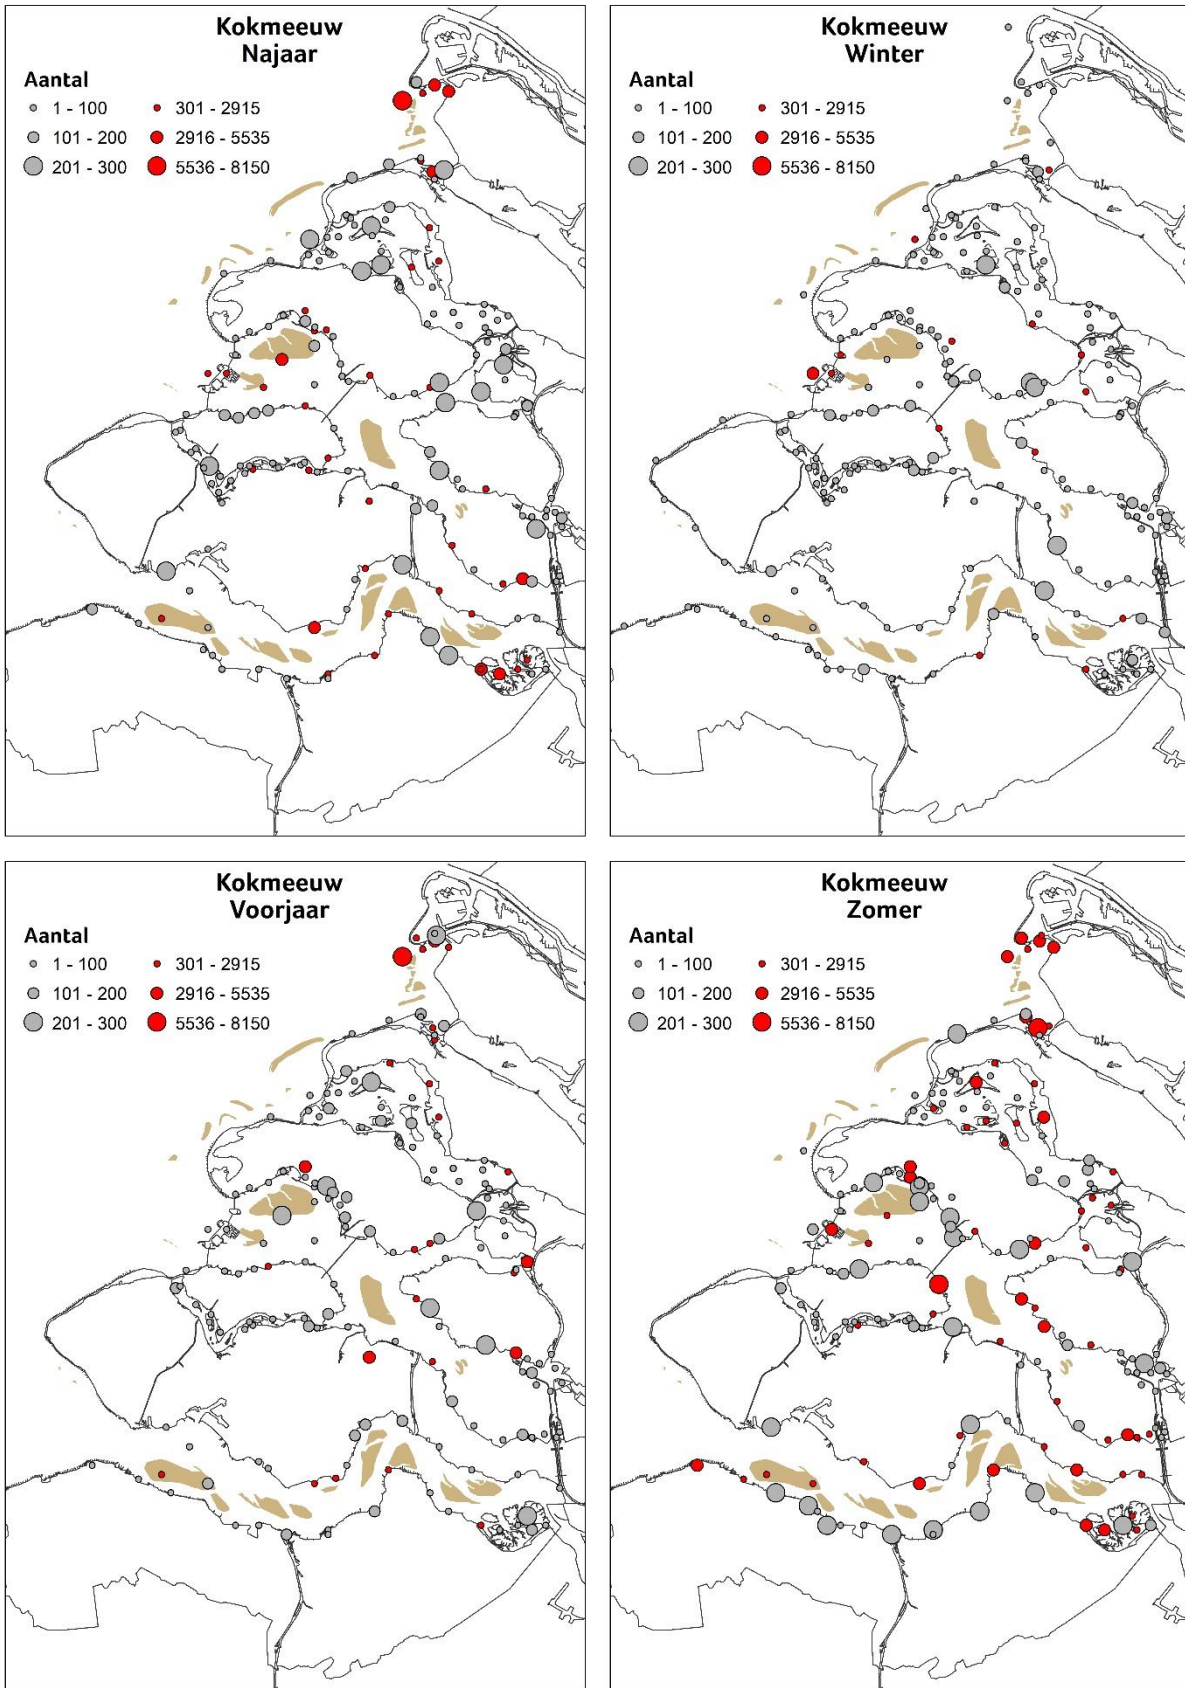 Kokmeeuw
Najaar
Aantal
1 - 100
301 - 2915
101 - 200
2916 - 5535
201 - 300
5536 - 8150
Kokmeeuw
Winter
Aantal
1 - 100
301 - 2915
101 - 200
2916 - 5535
201 - 300
5536 - 8150
Kokmeeuw
Voorjaar
Aantal
1 - 100
301 - 2915
101 - 200
2916 - 5535
201 - 300
5536 - 8150
Kokmeeuw
Zomer
Aantal
1 - 100
301 - 2915
101 - 200
2916 - 5535
201 - 300
5536 - 8150